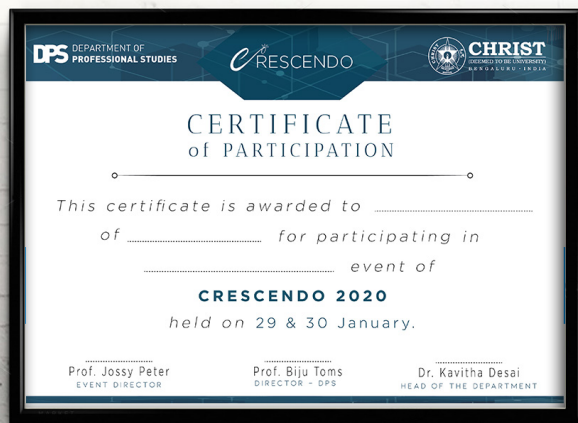 DPS DEPARTMENT OF
PROFESSIONAL STUDIES
CRESCENDO
CHRIST
(DEEMED TO BE UNIVERSITY)
BENGALURU · INDIA
CERTIFICATE
of PARTICIPATION
This certificate is awarded to
of for participating in
event of
CRESCENDO 2020
held on 29 & 30 January.
Prof. Jossy Peter
EVENT DIRECTOR
Prof. Biju Toms
DIRECTOR - DPS
Dr. Kavitha Desai
HEAD OF THE DEPARTMENT